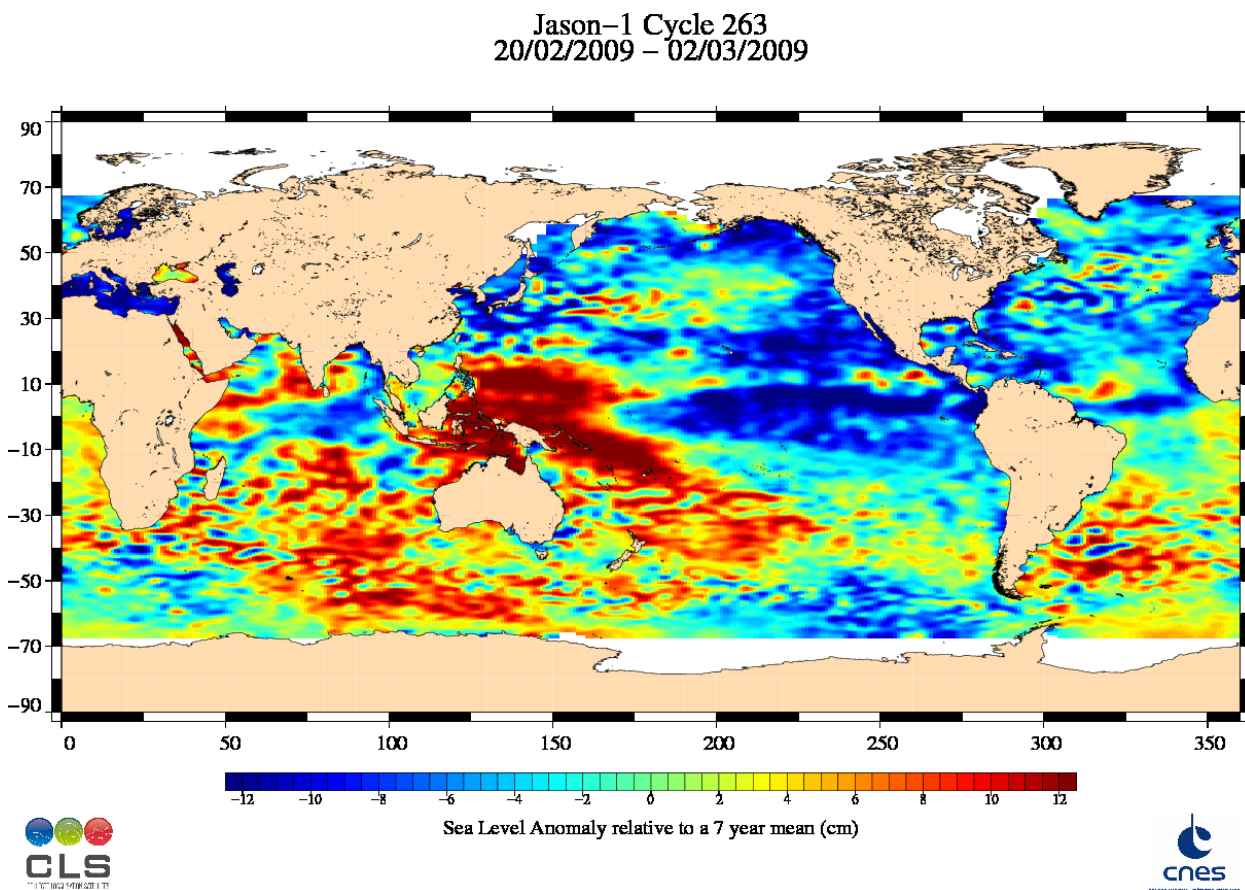 Jason−1 Cycle 263
20/02/2009 − 02/03/2009
90
70
50
30
10
−10
−30
−50
−70
−90
0 50 100 150 200 250 300 350
−12 −10 −8 −6 −4 −2 0 2 4 6 8 10 12
Sea Level Anomaly relative to a 7 year mean (cm)
CLS
cnes